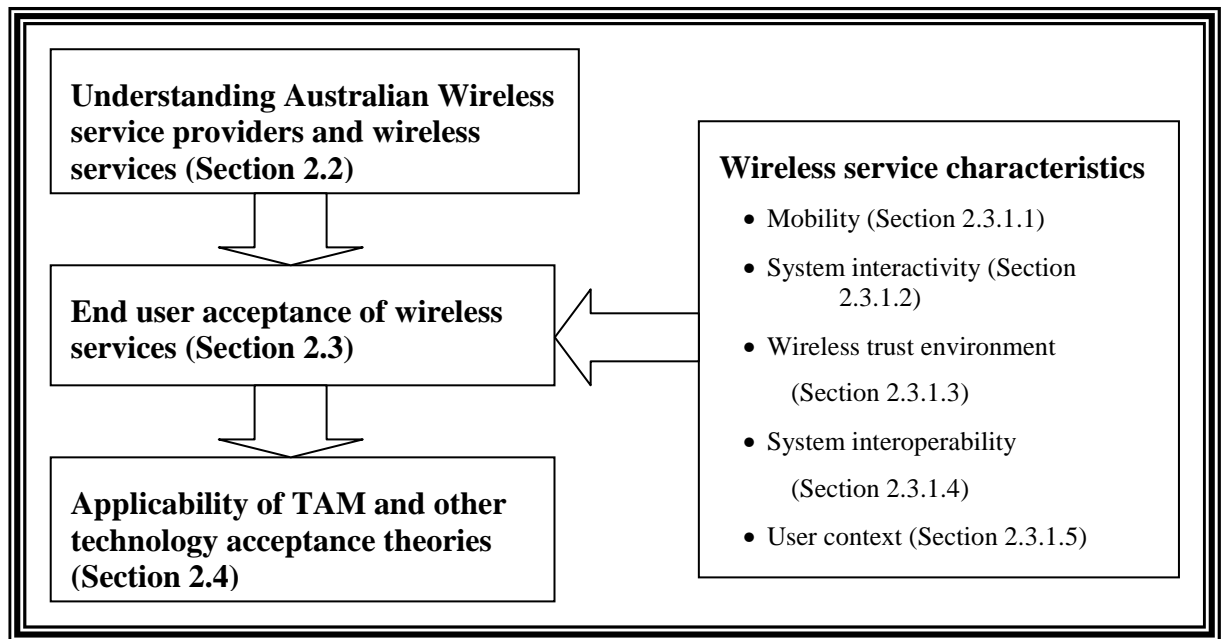 Understanding Australian Wireless
service providers and wireless
services (Section 2.2)
End user acceptance of wireless
services (Section 2.3)
Applicability of TAM and other
technology acceptance theories
(Section 2.4)
Wireless service characteristics
• Mobility (Section 2.3.1.1)
• System interactivity (Section
2.3.1.2)
• Wireless trust environment
(Section 2.3.1.3)
• System interoperability
(Section 2.3.1.4)
• User context (Section 2.3.1.5)